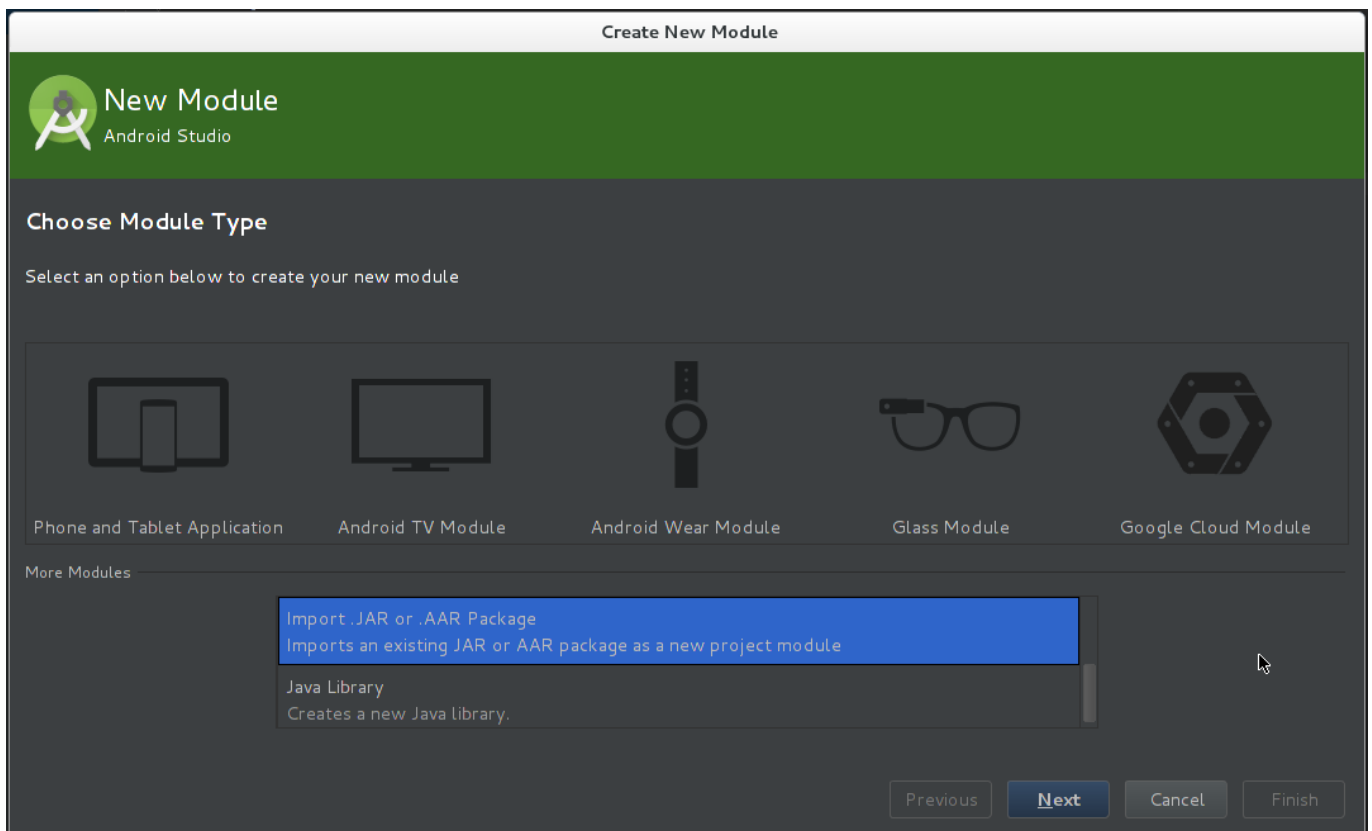 Create New Module
New Module
Android Studio
Choose Module Type
Select an option below to create your new module
Phone and Tablet Application
Android TV Module
Android Wear Module
Glass Module
Google Cloud Module
More Modules
Import .JAR or .AAR Package
Imports an existing JAR or AAR package as a new project module
Java Library
Creates a new Java library.
Previous
Next
Cancel
Finish